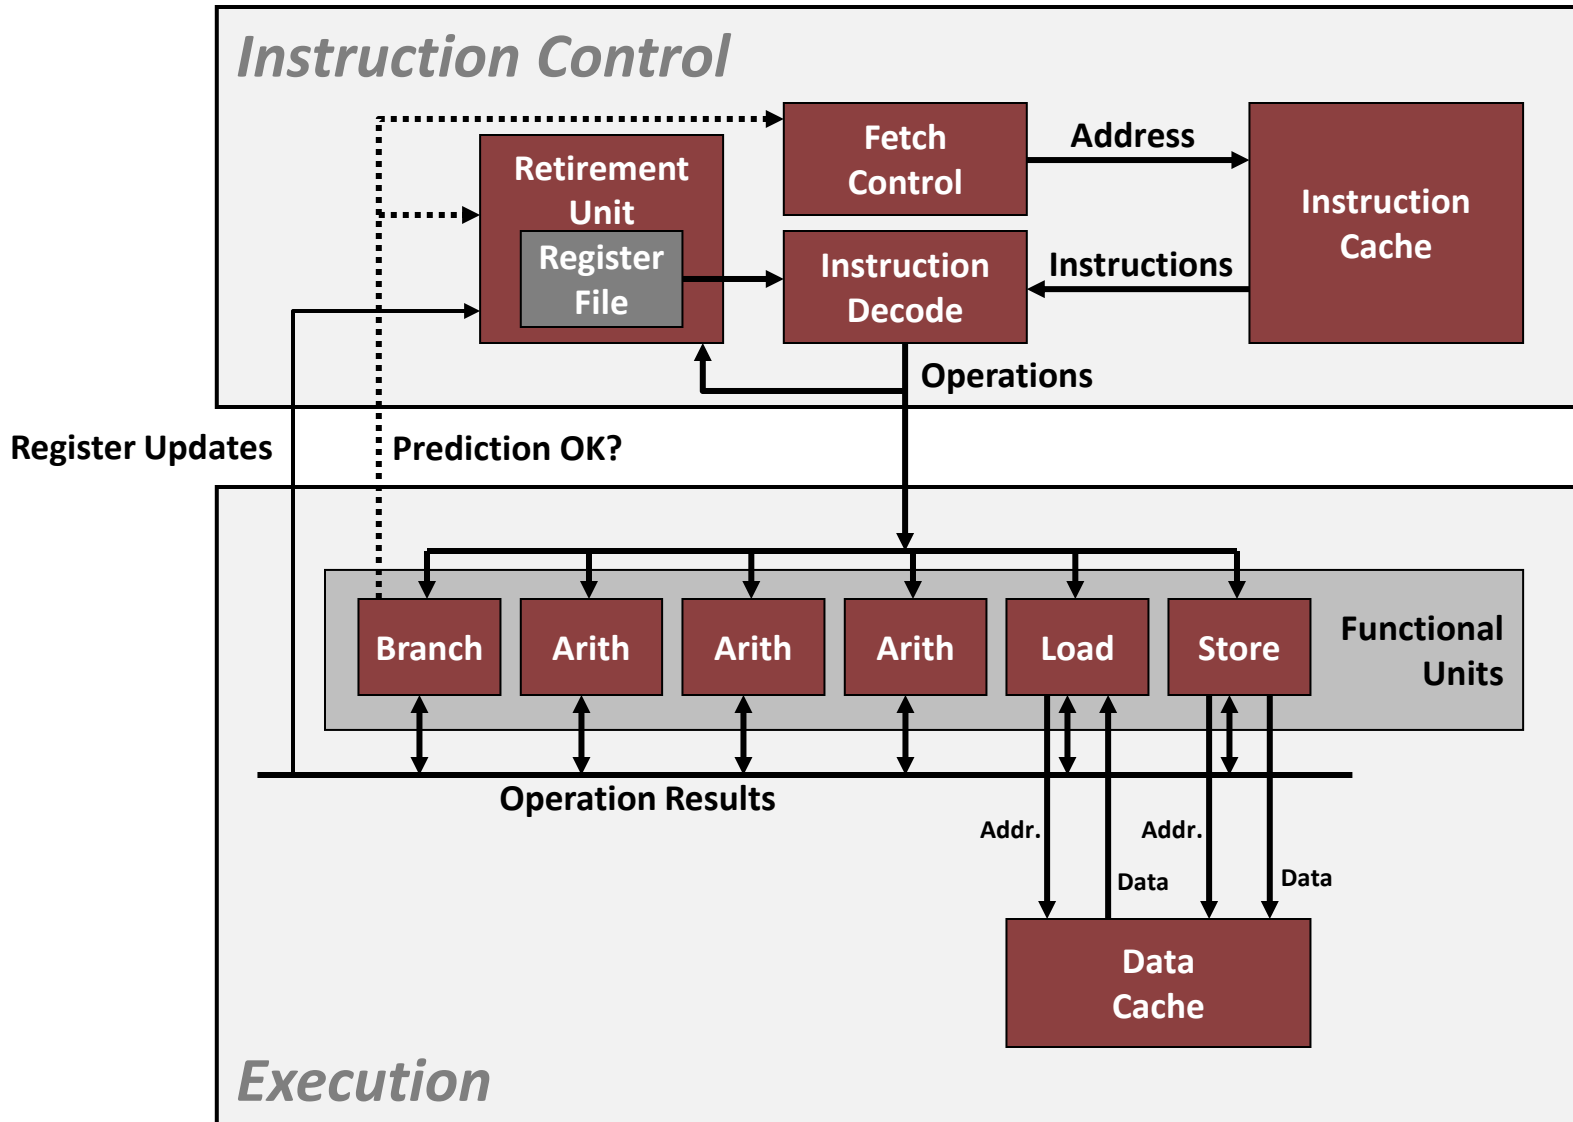 Instruction Control
Fetch
Control
Address
Retirement
Unit
Instruction
Cache
Register
File
Instruction
Decode
Instructions
Operations
Register Updates
Prediction OK?
Branch
Arith
Arith
Arith
Load
Store
Functional
Units
Operation Results
Addr.
Addr.
Data
Data
Data
Cache
Execution